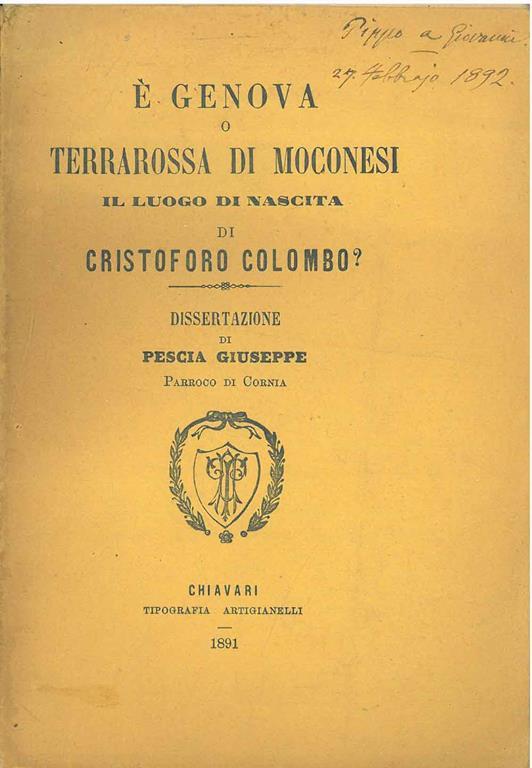 Pippo a Giovanni
27. Febbrajo 1892.
È GENOVA
O
TERRAROSSA DI MOCONESI
IL LUOGO DI NASCITA
DI
CRISTOFORO COLOMBO?
DISSERTAZIONE
DI
PESCIA GIUSEPPE
PARROCO DI CORNIA
CHIAVARI
TIPOGRAFIA ARTIGIANELLI
1891